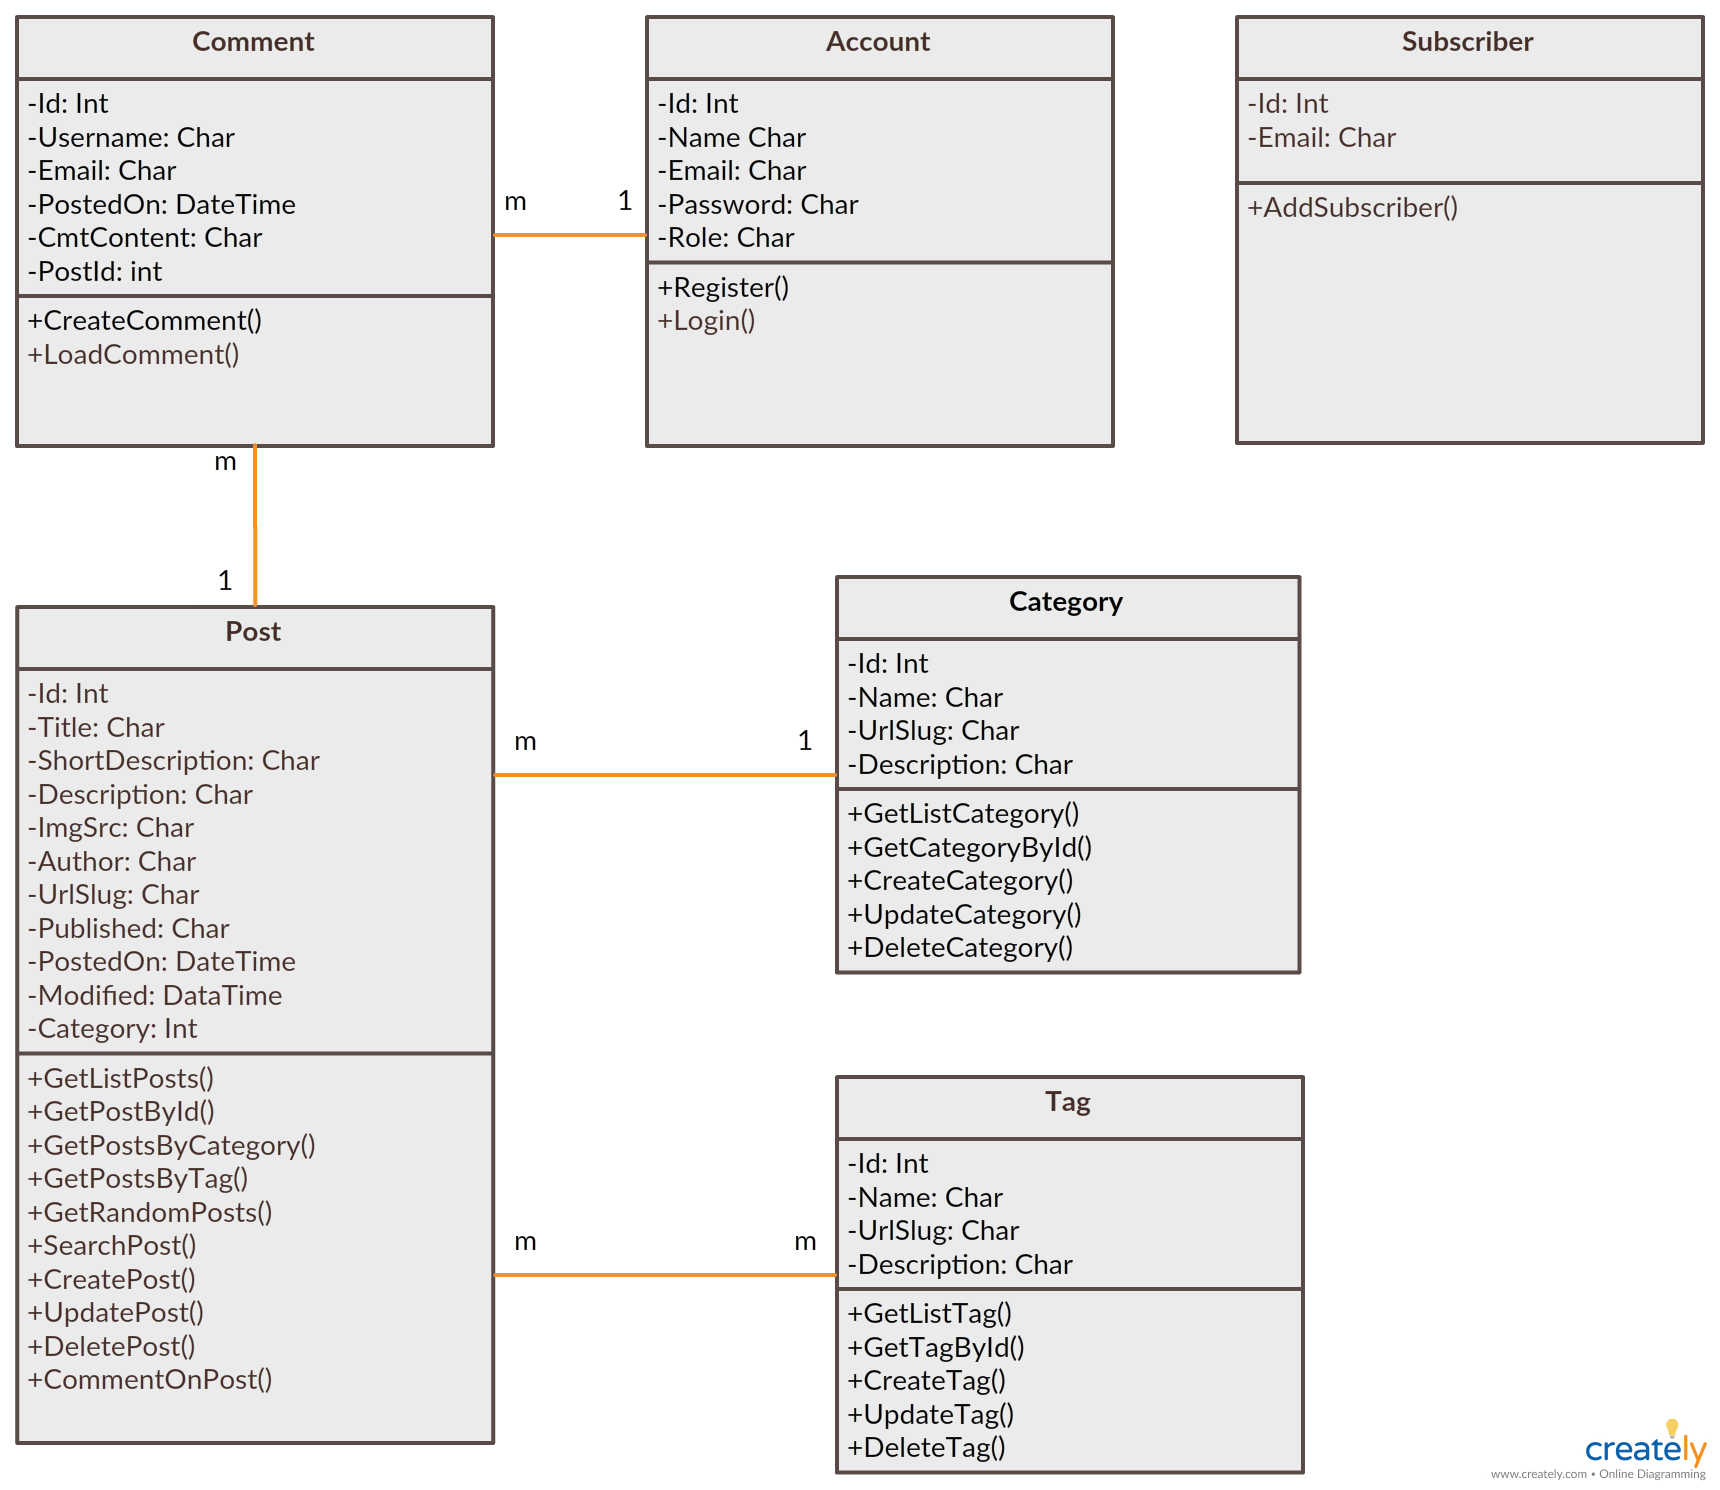 Comment
-Id: Int
-Username: Char
-Email: Char
-PostedOn: DateTime
-CmtContent: Char
-PostId: int
+CreateComment()
+LoadComment()
m
1
Account
-Id: Int
-Name Char
-Email: Char
-Password: Char
-Role: Char
+Register()
+Login()
Subscriber
-Id: Int
-Email: Char
+AddSubscriber()
m
1
Post
-Id: Int
-Title: Char
-ShortDescription: Char
-Description: Char
-ImgSrc: Char
-Author: Char
-UrlSlug: Char
-Published: Char
-PostedOn: DateTime
-Modified: DataTime
-Category: Int
+GetListPosts()
+GetPostById()
+GetPostsByCategory()
+GetPostsByTag()
+GetRandomPosts()
+SearchPost()
+CreatePost()
+UpdatePost()
+DeletePost()
+CommentOnPost()
m
1
Category
-Id: Int
-Name: Char
-UrlSlug: Char
-Description: Char
+GetListCategory()
+GetCategoryById()
+CreateCategory()
+UpdateCategory()
+DeleteCategory()
m
m
Tag
-Id: Int
-Name: Char
-UrlSlug: Char
-Description: Char
+GetListTag()
+GetTagById()
+CreateTag()
+UpdateTag()
+DeleteTag()
creately
www.creately.com • Online Diagramming